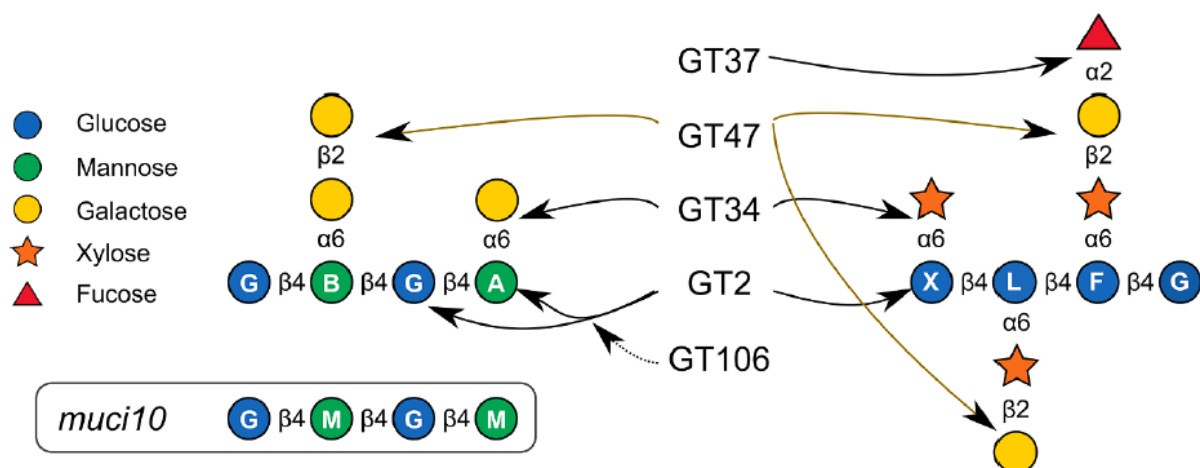 GT37
α2
Glucose
GT47
Mannose
β2
β2
Galactose
GT34
Xylose
α6
α6
α6
α6
Fucose
G β4 B β4 G β4 A
GT2
X β4 L β4 F β4 G
α6
GT106
β2
muci10 G β4 M β4 G β4 M